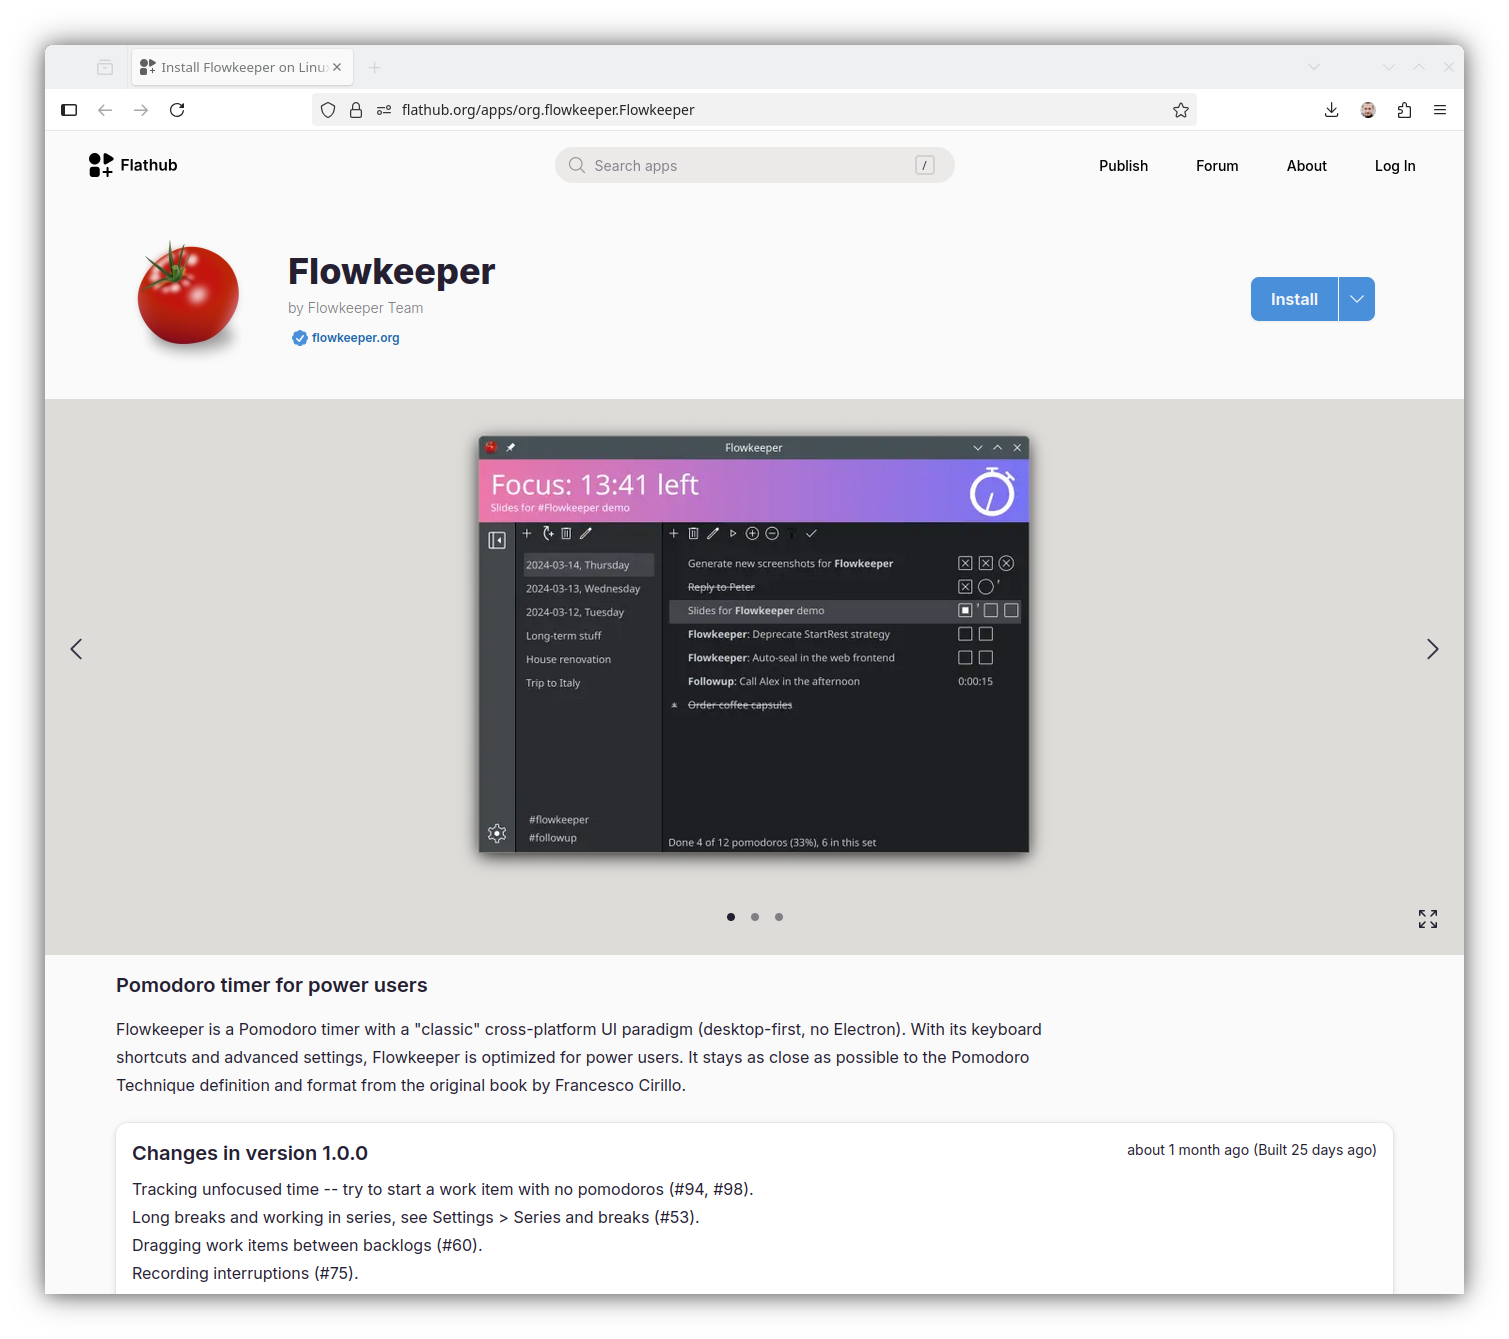 Install Flowkeeper on Linu
flathub.org/apps/org.flowkeeper.Flowkeeper
Flathub
Search apps
/
Publish
Forum
About
Log In
Flowkeeper
by Flowkeeper Team
flowkeeper.org
Install
Flowkeeper
Focus: 13:41 left
Slides for #Flowkeeper demo
2024-03-14, Thursday
2024-03-13, Wednesday
2024-03-12, Tuesday
Long-term stuff
House renovation
Trip to Italy
#flowkeeper
#followup
Generate new screenshots for Flowkeeper
Reply to Peter
Slides for Flowkeeper demo
Flowkeeper: Deprecate StartRest strategy
Flowkeeper: Auto-seal in the web frontend
Followup: Call Alex in the afternoon
0:00:15
Order coffee capsules
Done 4 of 12 pomodoros (33%), 6 in this set
Pomodoro timer for power users
Flowkeeper is a Pomodoro timer with a "classic" cross-platform UI paradigm (desktop-first, no Electron). With its keyboard
shortcuts and advanced settings, Flowkeeper is optimized for power users. It stays as close as possible to the Pomodoro
Technique definition and format from the original book by Francesco Cirillo.
Changes in version 1.0.0
about 1 month ago (Built 25 days ago)
Tracking unfocused time -- try to start a work item with no pomodoros (#94, #98).
Long breaks and working in series, see Settings > Series and breaks (#53).
Dragging work items between backlogs (#60).
Recording interruptions (#75).